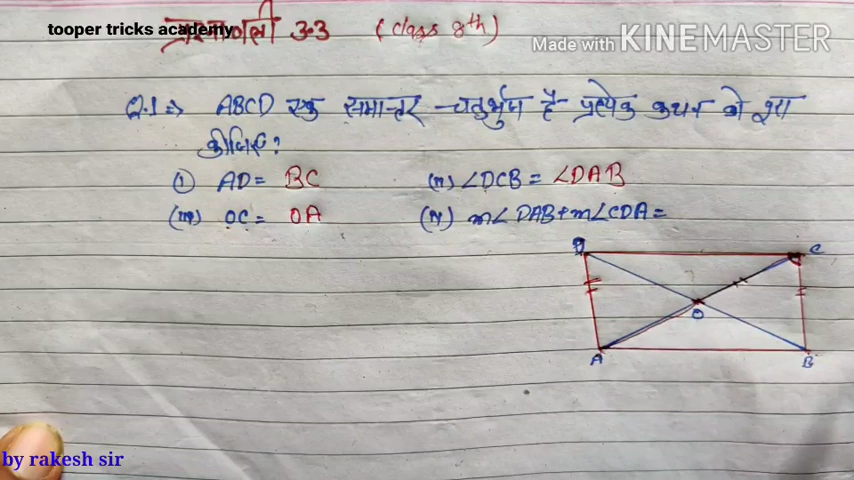 tooper tricks academy
प्रश्नावली 3.3 (class 8th)
Made with KINEMASTER
Q.1 => ABCD एक समान्तर चतुर्भुज है- प्रत्येक कथन को पूरा
कीजिए?
(i) AD = BC (ii) ∠DCB = ∠DAB
(iii) OC = OA (iv) m∠DAB + m∠CDA =
D C
O
A B
by rakesh sir